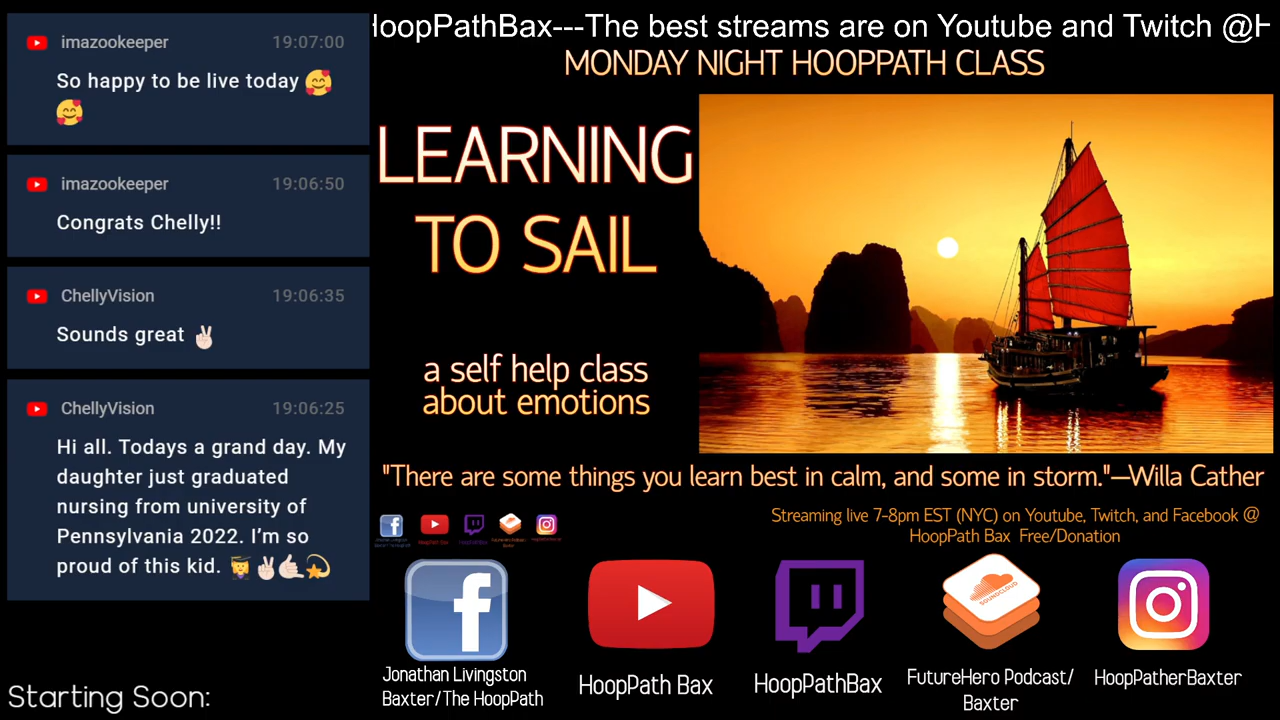 HoopPathBax---The best streams are on Youtube and Twitch @H
MONDAY NIGHT HOOPPATH CLASS
imazookeeper 19:07:00
So happy to be live today 🥰
🥰
imazookeeper 19:06:50
Congrats Chelly!!
ChellyVision 19:06:35
Sounds great ✌🏻
ChellyVision 19:06:25
Hi all. Todays a grand day. My
daughter just graduated
nursing from university of
Pennsylvania 2022. I’m so
proud of this kid. 👩‍🎓✌🏻🤙🏻💫
Starting Soon:
LEARNING
TO SAIL
a self help class
about emotions
"There are some things you learn best in calm, and some in storm."—Willa Cather
Streaming live 7-8pm EST (NYC) on Youtube, Twitch, and Facebook @
HoopPath Bax Free/Donation
SOUNDCLOUD
Jonathan Livingston
Baxter/The HoopPath
HoopPath Bax
HoopPathBax
FutureHero Podcast/
Baxter
HoopPatherBaxter